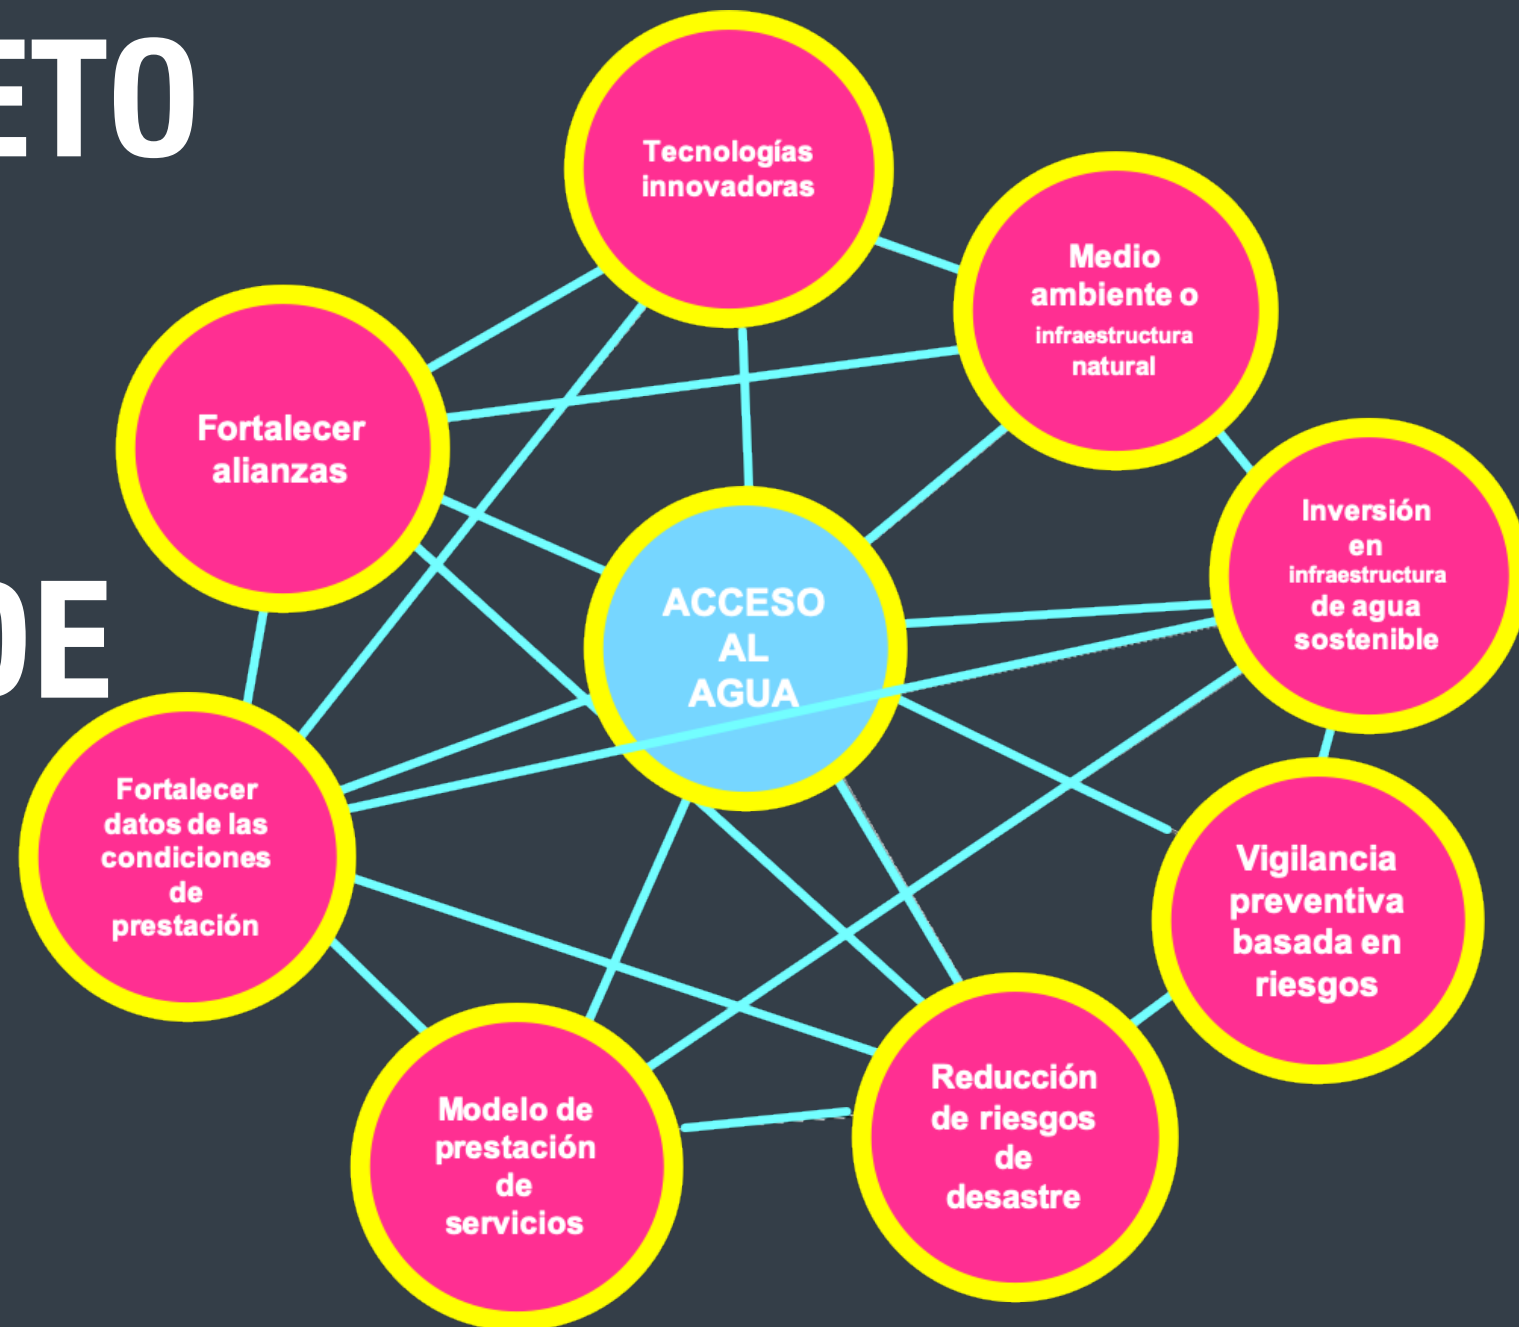 ETO
DE
Tecnologías
innovadoras
Medio
ambiente o
infraestructura
natural
Fortalecer
alianzas
Inversión
en
infraestructura
de agua
sostenible
ACCESO
AL
AGUA
Fortalecer
datos de las
condiciones
de
prestación
Vigilancia
preventiva
basada en
riesgos
Modelo de
prestación
de
servicios
Reducción
de riesgos
de
desastre